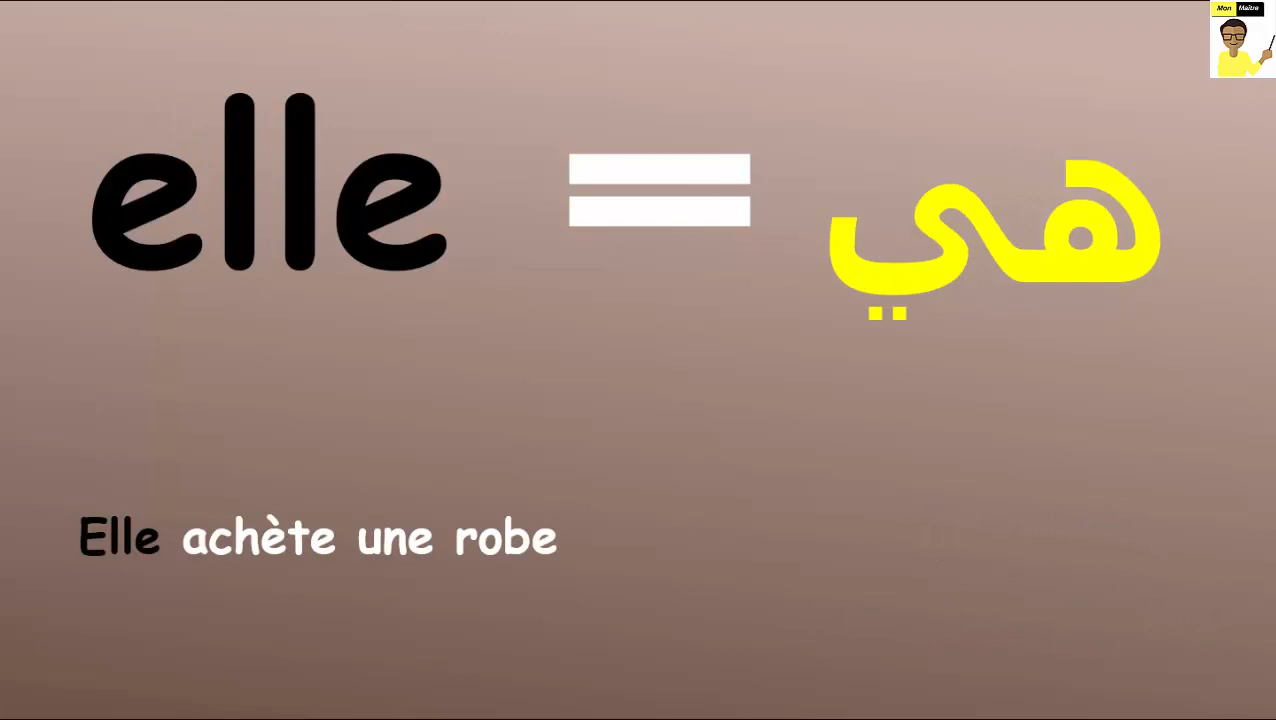 Mon Maître
elle = هي
Elle achète une robe